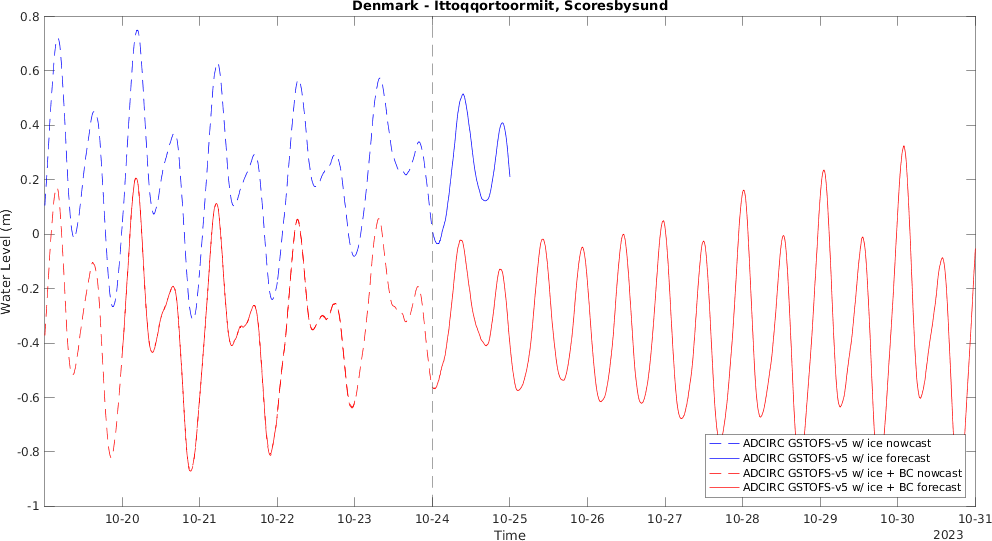 Denmark - Ittoqqortoormiit, Scoresbysund
0.8
0.6
0.4
0.2
0
-0.2
-0.4
-0.6
-0.8
-1
Water Level (m)
ADCIRC GSTOFS-v5 w/ ice nowcast
ADCIRC GSTOFS-v5 w/ ice forecast
ADCIRC GSTOFS-v5 w/ ice + BC nowcast
ADCIRC GSTOFS-v5 w/ ice + BC forecast
10-20 10-21 10-22 10-23 10-24 10-25 10-26 10-27 10-28 10-29 10-30 10-31
Time
2023